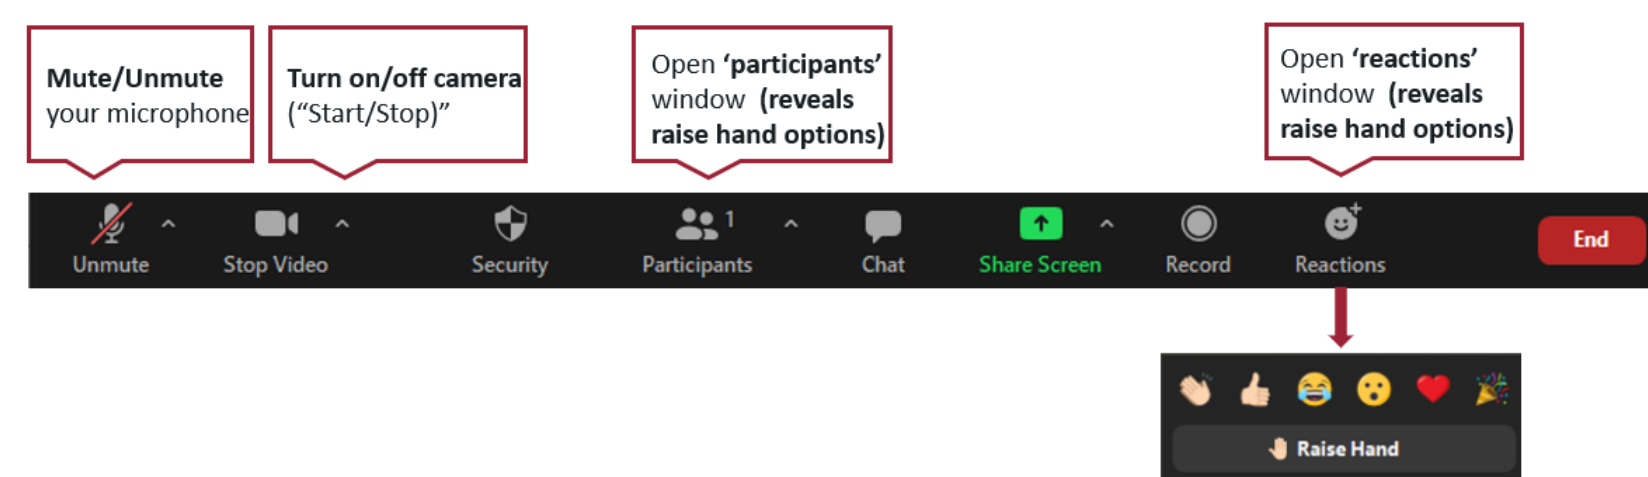 Mute/Unmute
your microphone
Turn on/off camera
(“Start/Stop)”
Open ‘participants’
window (reveals
raise hand options)
Open ‘reactions’
window (reveals
raise hand options)
1
Unmute
Stop Video
Security
Participants
Chat
Share Screen
Record
Reactions
End
Raise Hand